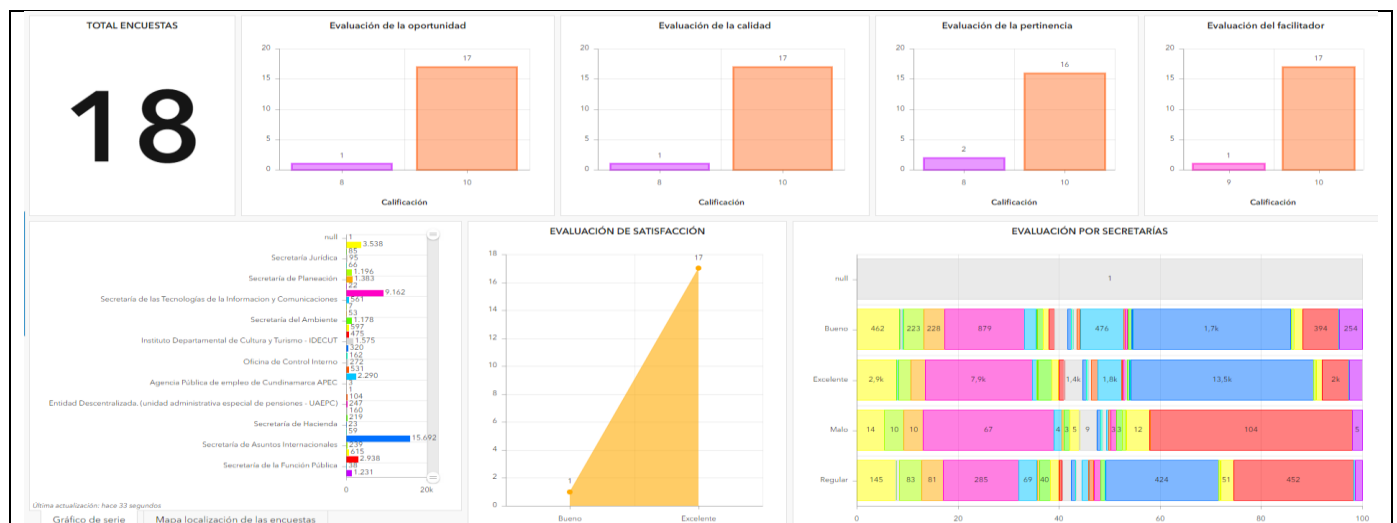 TOTAL ENCUESTAS
18
Evaluación de la oportunidad
20
15
10
5
0
1
17
8
10
Calificación
Evaluación de la calidad
20
15
10
5
0
1
17
8
10
Calificación
Evaluación de la pertinencia
20
15
10
5
0
2
16
8
10
Calificación
Evaluación del facilitador
20
15
10
5
0
1
17
9
10
Calificación
null
1
3.538
85
Secretaría Jurídica
95
66
1.196
Secretaría de Planeación
1.383
22
9.162
Secretaría de las Tecnologías de la Informacion y Comunicaciones
561
7
53
Secretaría del Ambiente
1.178
597
475
Instituto Departamental de Cultura y Turismo - IDECUT
1.575
320
162
Oficina de Control Interno
272
531
2.290
Agencia Pública de empleo de Cundinamarca APEC
3
1
104
Entidad Descentralizada. (unidad administrativa especial de pensiones - UAEPC)
247
160
219
Secretaría de Hacienda
23
59
15.692
Secretaría de Asuntos Internacionales
239
615
2.938
Secretaría de la Función Pública
38
1.231
0
20k
Última actualización: hace 33 segundos
Gráfico de serie
Mapa localización de las encuestas
EVALUACIÓN DE SATISFACCIÓN
18
16
14
12
10
8
6
4
2
0
1
17
Bueno
Excelente
EVALUACIÓN POR SECRETARÍAS
null
1
Bueno
462
223
228
879
476
1,7k
394
254
Excelente
2,9k
7,9k
1,4k
1,8k
13,5k
2k
Malo
14
10
10
67
4
3
5
9
3
3
12
104
5
Regular
145
83
81
285
69
40
424
51
452
0
20
40
60
80
100